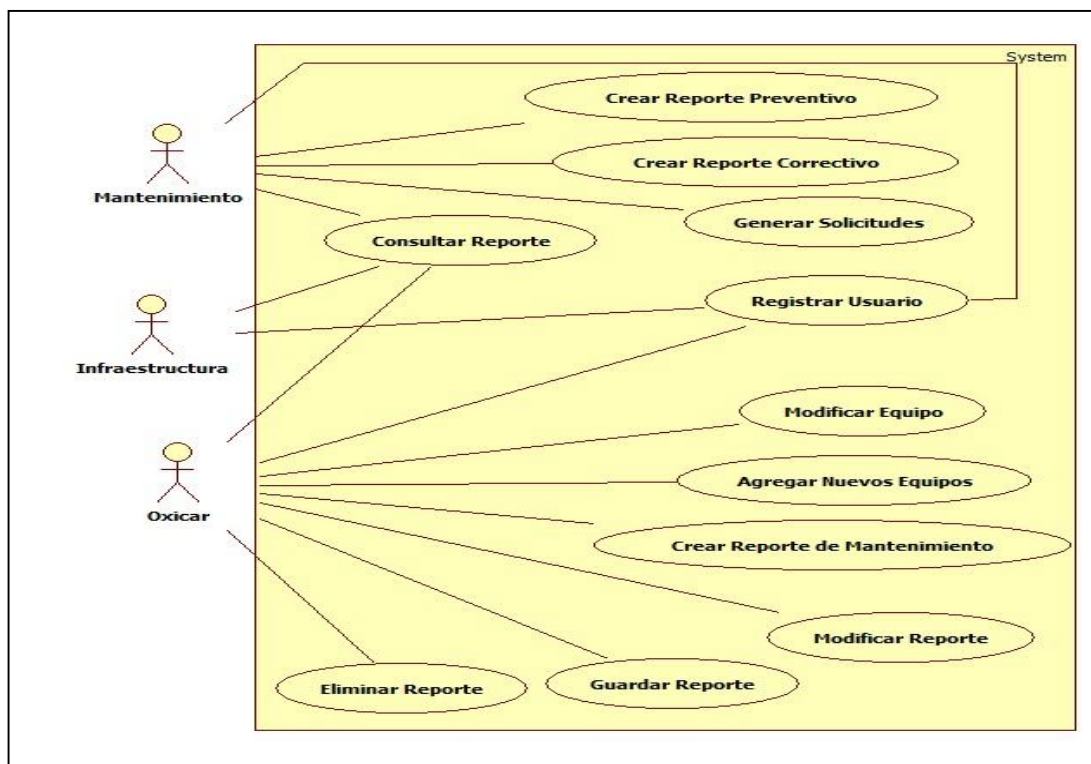 System
Crear Reporte Preventivo
Crear Reporte Correctivo
Mantenimiento
Generar Solicitudes
Consultar Reporte
Registrar Usuario
Infraestructura
Modificar Equipo
Agregar Nuevos Equipos
Oxicar
Crear Reporte de Mantenimiento
Modificar Reporte
Guardar Reporte
Eliminar Reporte